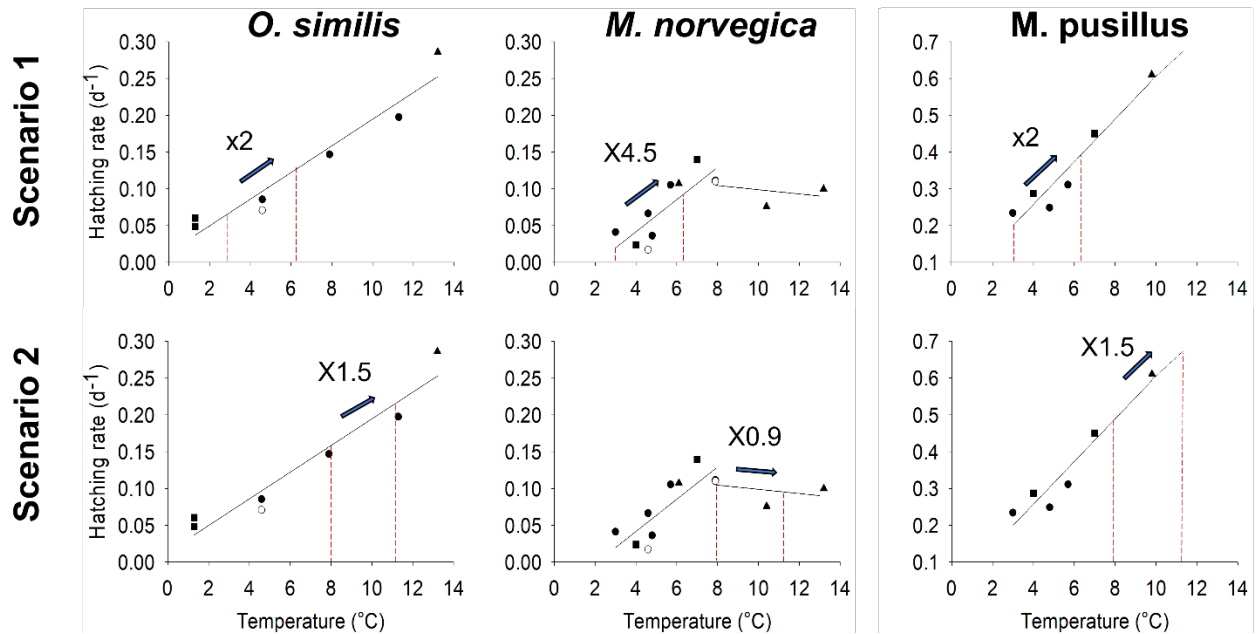 O. similis
M. norvegica
M. pusillus
Scenario 1
Hatching rate (d⁻¹)
0.30
0.25
0.20
0.15
0.10
0.05
0.00
x2
0 2 4 6 8 10 12 14
0.30
0.25
0.20
0.15
0.10
0.05
0.00
X4.5
0 2 4 6 8 10 12 14
0.7
0.6
0.5
0.4
0.3
0.2
0.1
x2
0 2 4 6 8 10 12 14
Scenario 2
Hatching rate (d⁻¹)
0.30
0.25
0.20
0.15
0.10
0.05
0.00
X1.5
0 2 4 6 8 10 12 14
Temperature (°C)
0.30
0.25
0.20
0.15
0.10
0.05
0.00
X0.9
0 2 4 6 8 10 12 14
Temperature (°C)
0.7
0.6
0.5
0.4
0.3
0.2
0.1
X1.5
0 2 4 6 8 10 12 14
Temperature (°C)